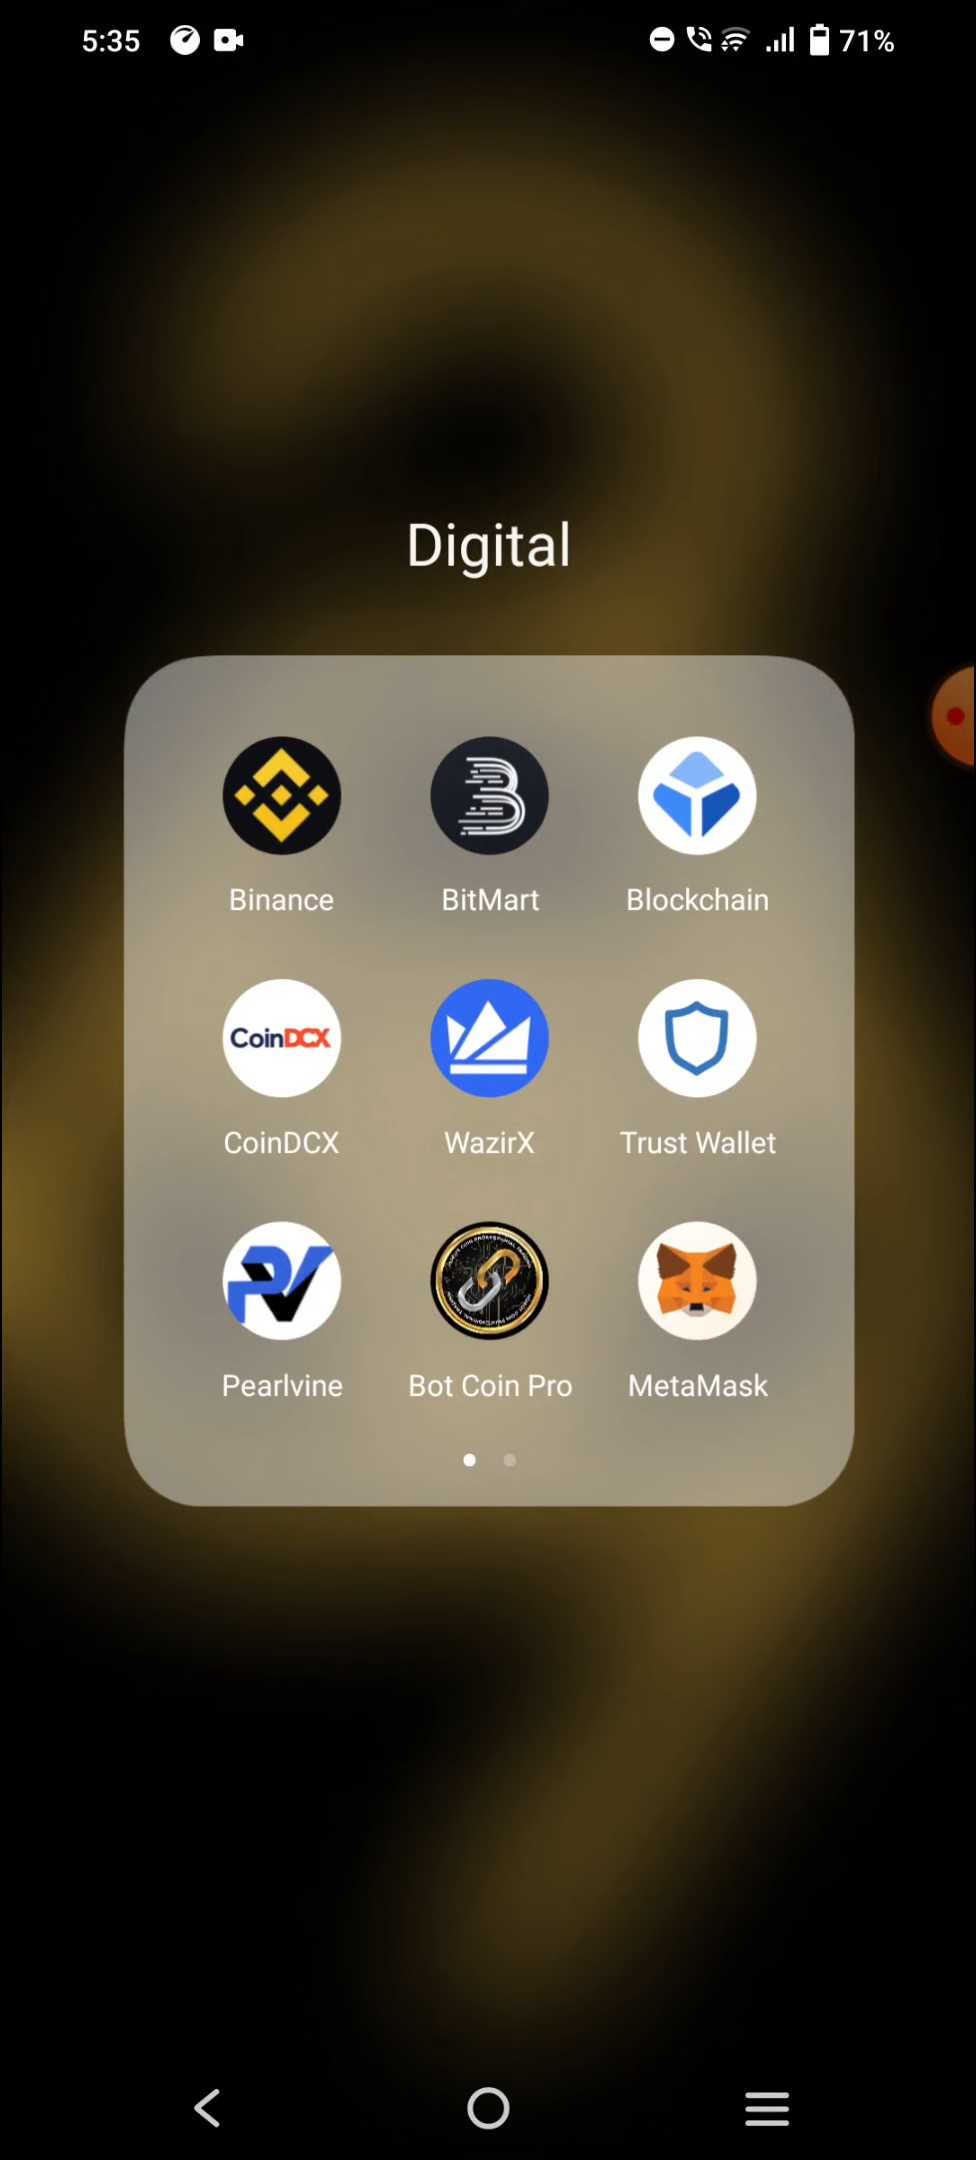 5:35
71%
Digital
Binance BitMart Blockchain
CoinDCX
CoinDCX WazirX Trust Wallet
Pearlvine Bot Coin Pro MetaMask